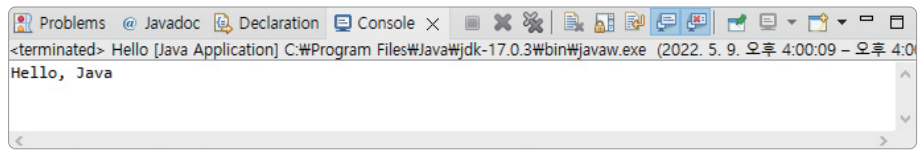 Problems @ Javadoc Declaration Console
<terminated> Hello [Java Application] C:₩Program Files₩Java₩jdk-17.0.3₩bin₩javaw.exe (2022. 5. 9. 오후 4:00:09 – 오후 4:0
Hello, Java